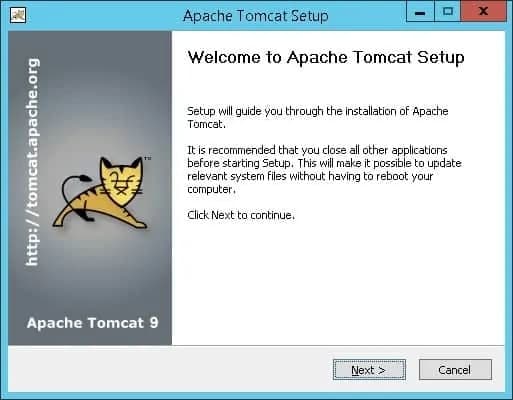 Apache Tomcat Setup
http://tomcat.apache.org
Apache Tomcat 9
Welcome to Apache Tomcat Setup
Setup will guide you through the installation of Apache
Tomcat.
It is recommended that you close all other applications
before starting Setup. This will make it possible to update
relevant system files without having to reboot your
computer.
Click Next to continue.
Next >
Cancel